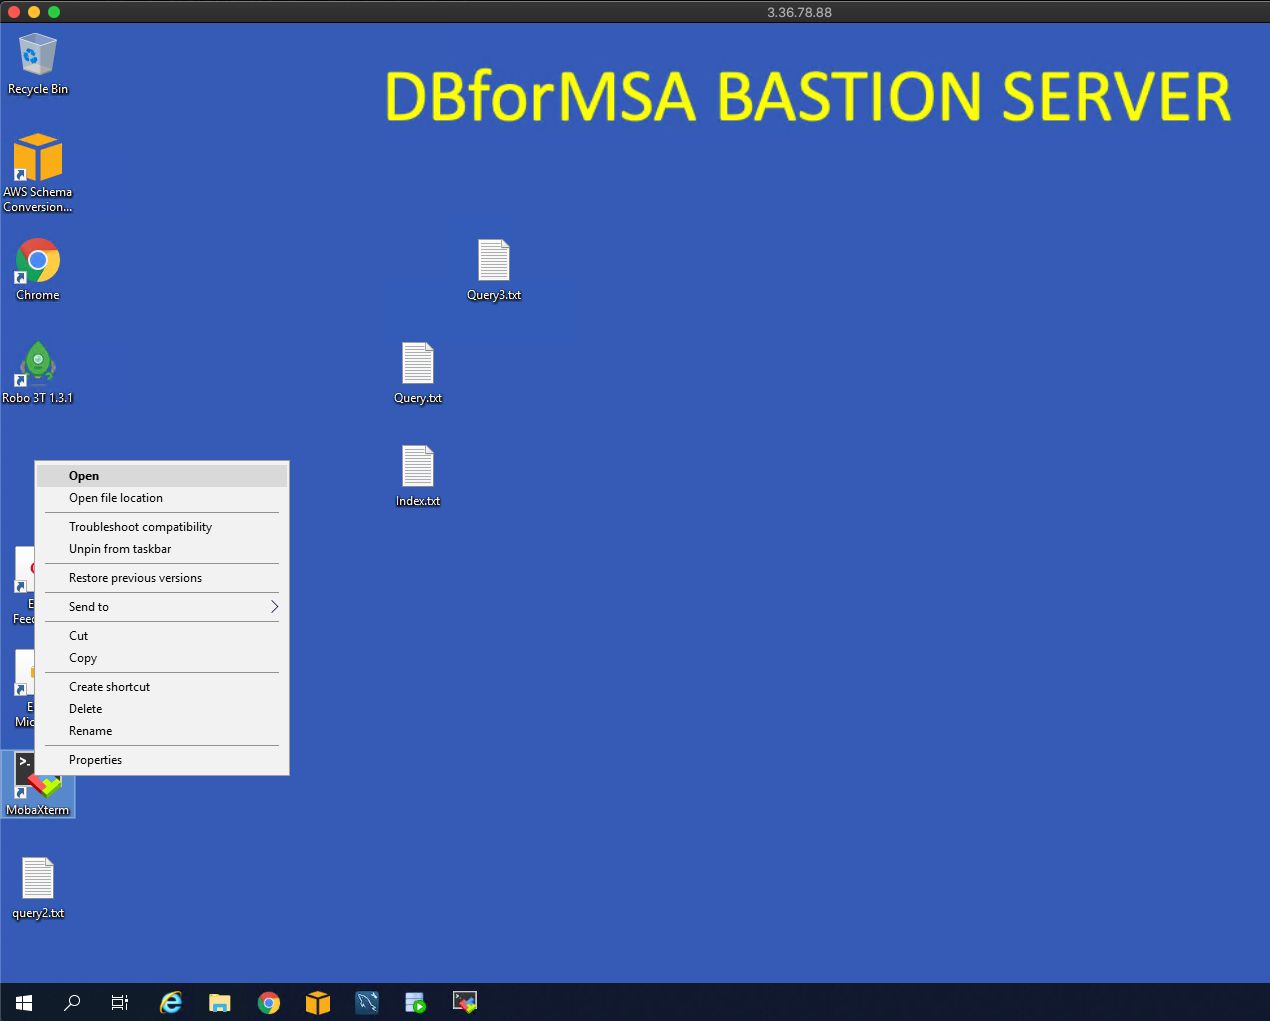 3.36.78.88
DBforMSA BASTION SERVER
Recycle Bin
AWS Schema
Conversion...
Chrome
Robo 3T 1.3.1
Query3.txt
Query.txt
Index.txt
Open
Open file location
Troubleshoot compatibility
Unpin from taskbar
Restore previous versions
Send to
Cut
Copy
Create shortcut
Delete
Rename
Properties
>_
MobaXterm
query2.txt